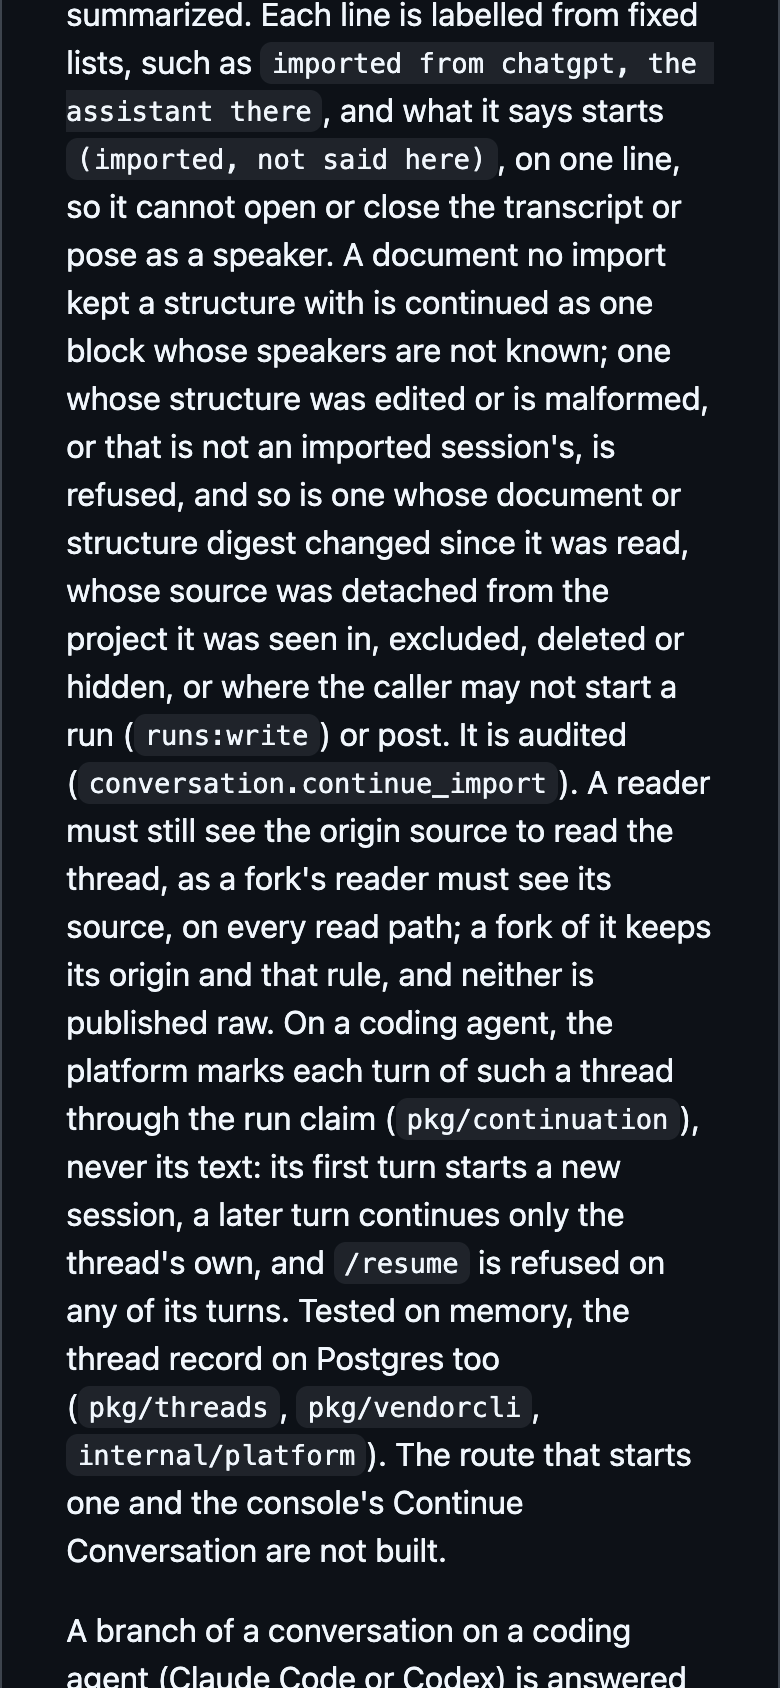 summarized. Each line is labelled from fixed
lists, such as imported from chatgpt, the
assistant there, and what it says starts
(imported, not said here), on one line,
so it cannot open or close the transcript or
pose as a speaker. A document no import
kept a structure with is continued as one
block whose speakers are not known; one
whose structure was edited or is malformed,
or that is not an imported session's, is
refused, and so is one whose document or
structure digest changed since it was read,
whose source was detached from the
project it was seen in, excluded, deleted or
hidden, or where the caller may not start a
run (runs:write) or post. It is audited
(conversation.continue_import). A reader
must still see the origin source to read the
thread, as a fork's reader must see its
source, on every read path; a fork of it keeps
its origin and that rule, and neither is
published raw. On a coding agent, the
platform marks each turn of such a thread
through the run claim (pkg/continuation),
never its text: its first turn starts a new
session, a later turn continues only the
thread's own, and /resume is refused on
any of its turns. Tested on memory, the
thread record on Postgres too
(pkg/threads, pkg/vendorcli,
internal/platform). The route that starts
one and the console's Continue
Conversation are not built.
A branch of a conversation on a coding
agent (Claude Code or Codex) is answered